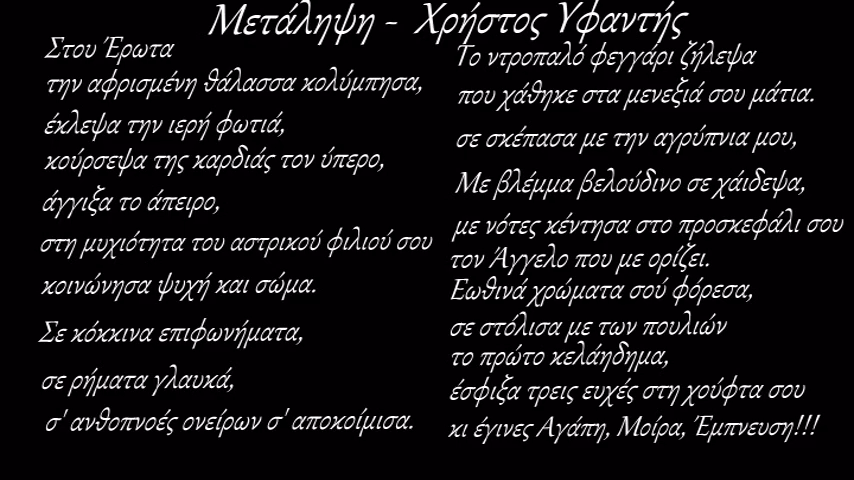 Μετάληψη - Χρήστος Υφαντής
Στου Έρωτα
την αφρισμένη θάλασσα κολύμπησα,
έκλεψα την ιερή φωτιά,
κούρσεψα της καρδιάς τον ύπερο,
άγγιξα το άπειρο,
στη μυχιότητα του αστρικού φιλιού σου
κοινώνησα ψυχή και σώμα.
Σε κόκκινα επιφωνήματα,
σε ρήματα γλαυκά,
σ' ανθοπνοές ονείρων σ' αποκοίμισα.
Το ντροπαλό φεγγάρι ζήλεψα
που χάθηκε στα μενεξιά σου μάτια.
σε σκέπασα με την αγρύπνια μου,
Με βλέμμα βελούδινο σε χάιδεψα,
με νότες κέντησα στο προσκεφάλι σου
τον Άγγελο που με ορίζει.
Εωθινά χρώματα σού φόρεσα,
σε στόλισα με των πουλιών
το πρώτο κελάηδημα,
έσφιξα τρεις ευχές στη χούφτα σου
κι έγινες Αγάπη, Μοίρα, Έμπνευση!!!